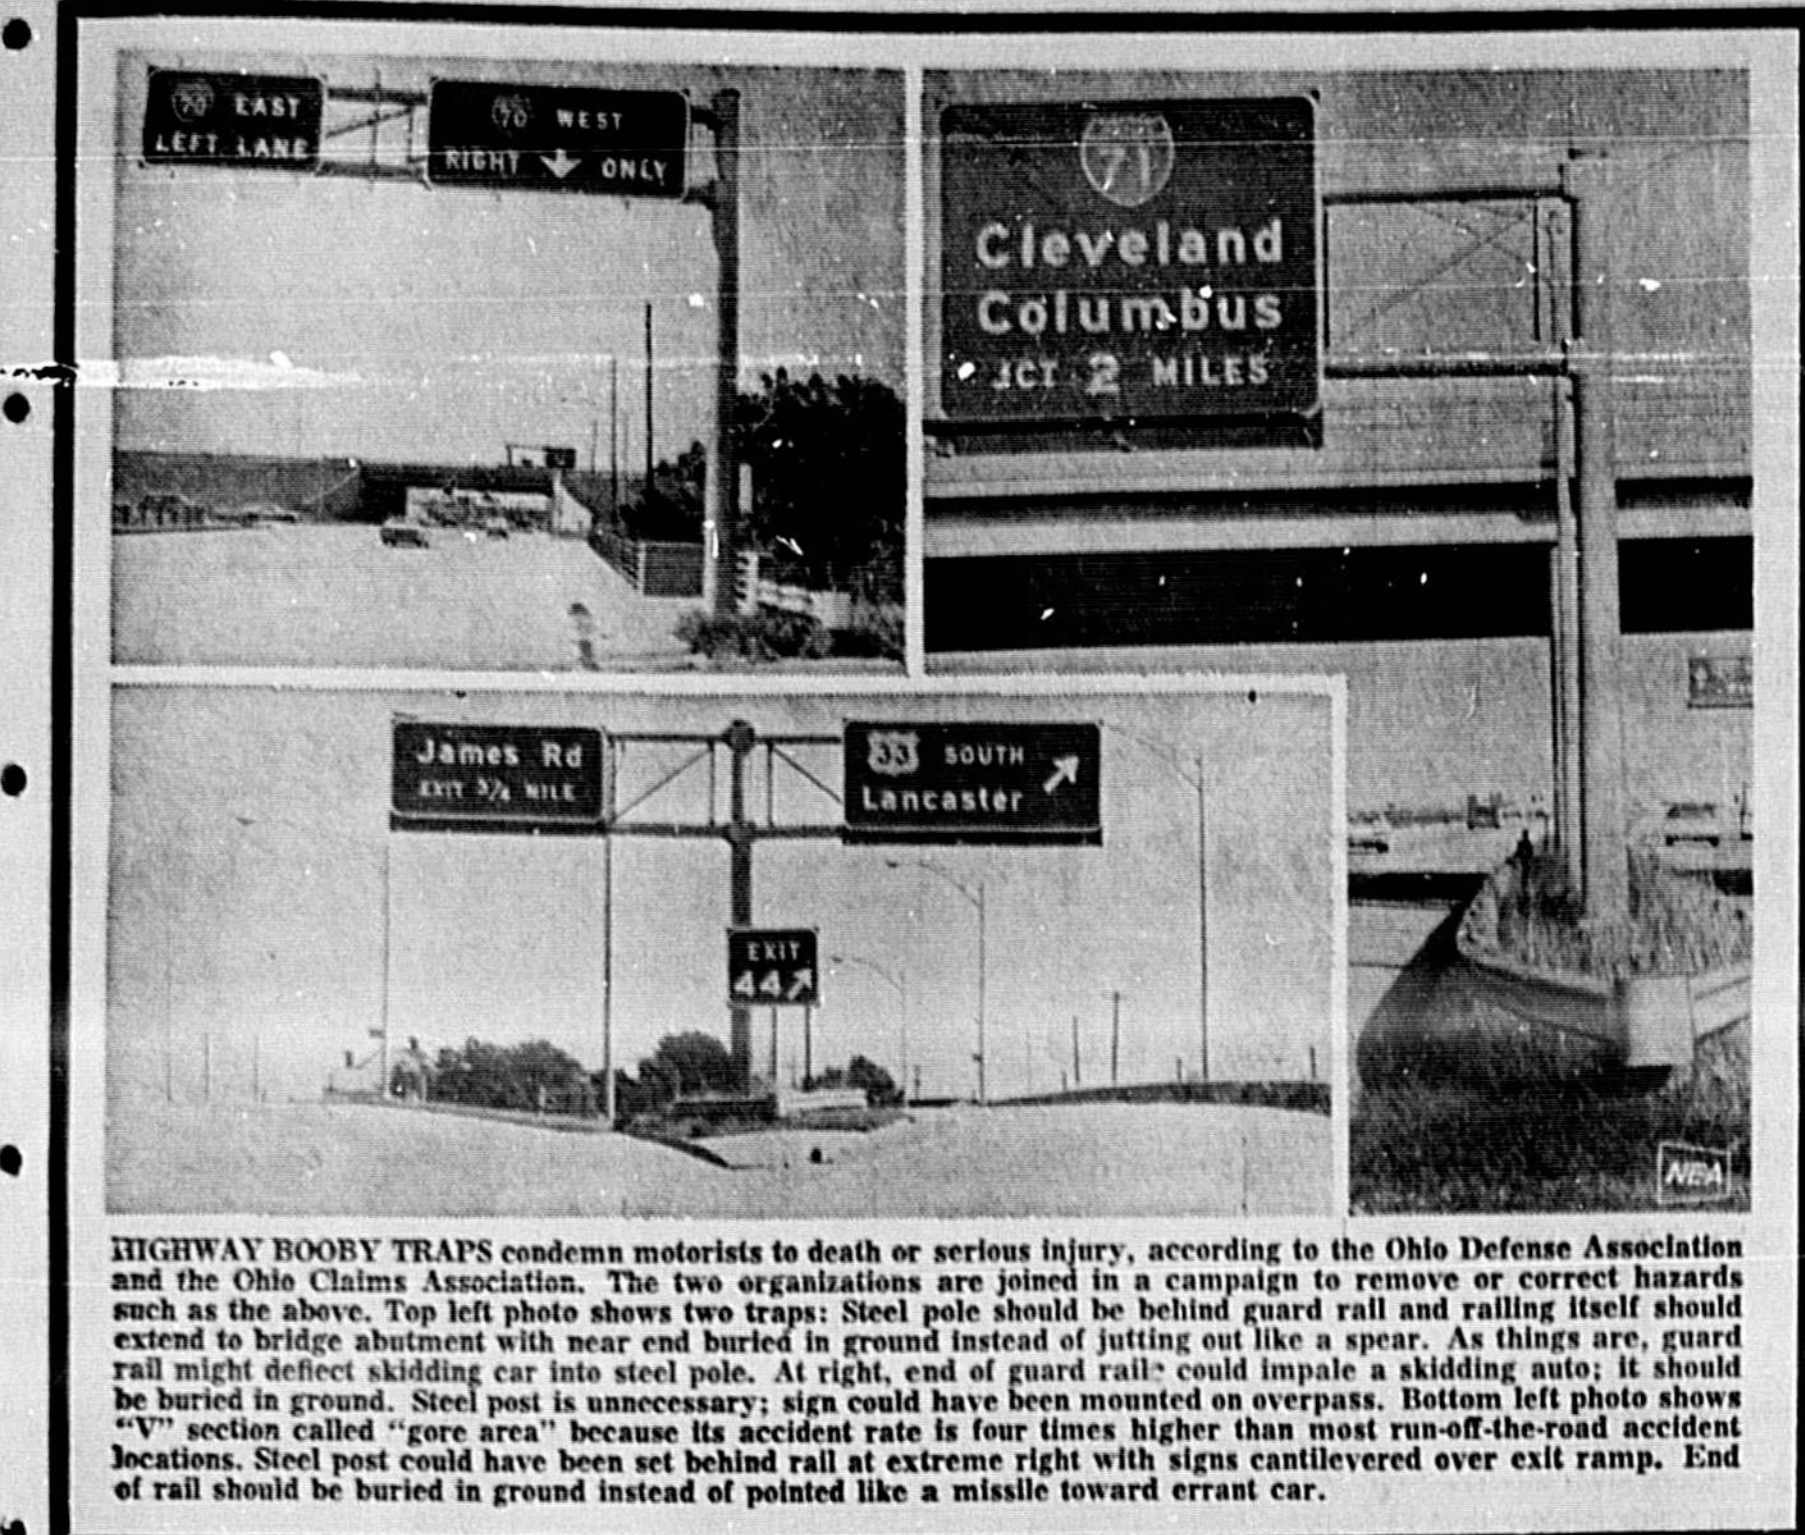 70 EAST
LEFT LANE
70 WEST
RIGHT ONLY
71
Cleveland
Columbus
JCT 2 MILES
James Rd
EXIT 3/4 MILE
33 SOUTH
Lancaster
EXIT
44
NEA
HIGHWAY BOOBY TRAPS condemn motorists to death or serious injury, according to the Ohio Defense Association
and the Ohio Claims Association. The two organizations are joined in a campaign to remove or correct hazards
such as the above. Top left photo shows two traps: Steel pole should be behind guard rail and railing itself should
extend to bridge abutment with near end buried in ground instead of jutting out like a spear. As things are, guard
rail might deflect skidding car into steel pole. At right, end of guard rail could impale a skidding auto; it should
be buried in ground. Steel post is unnecessary; sign could have been mounted on overpass. Bottom left photo shows
"V" section called "gore area" because its accident rate is four times higher than most run-off-the-road accident
locations. Steel post could have been set behind rail at extreme right with signs cantilevered over exit ramp. End
of rail should be buried in ground instead of pointed like a missile toward errant car.